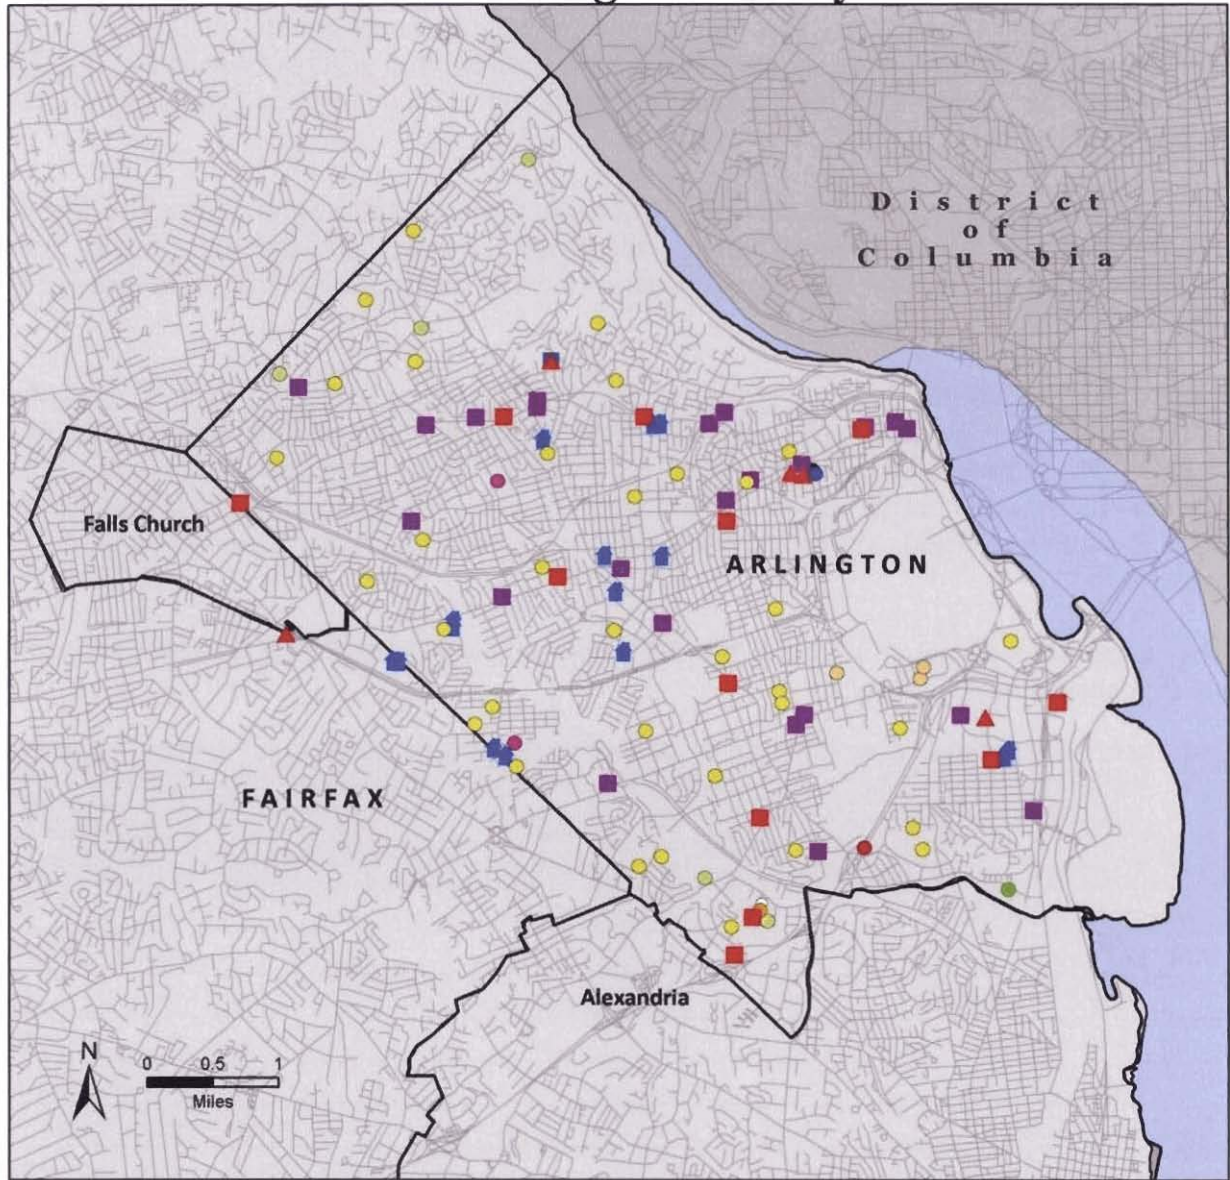 District
of
Columbia
Falls Church
ARLINGTON
FAIRFAX
Alexandria
N
0 0.5 1
Miles